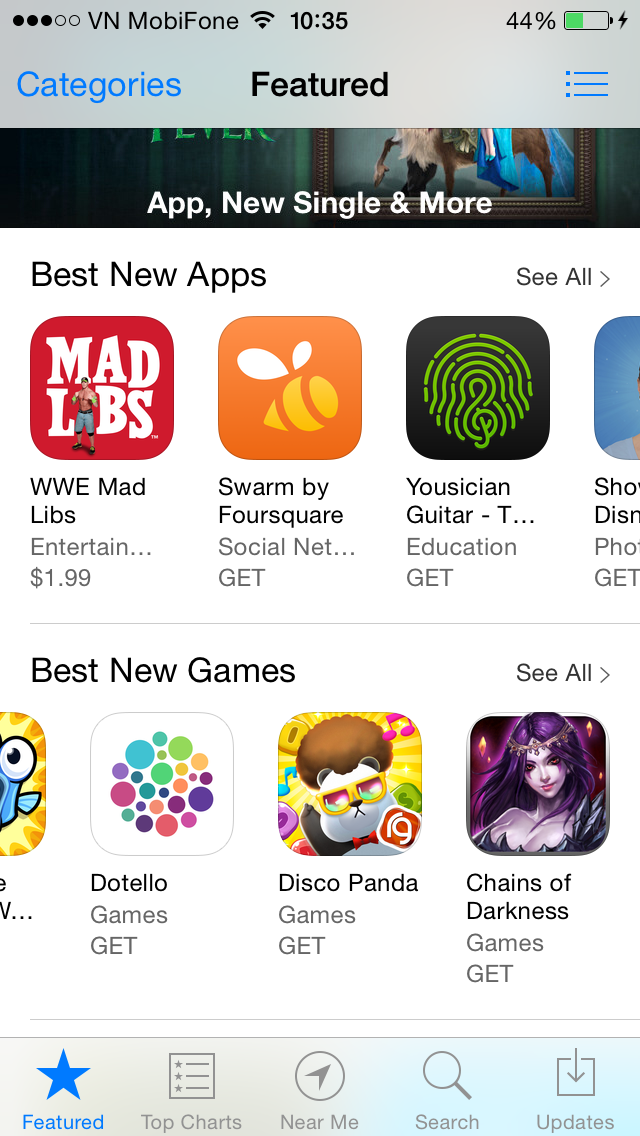 VN MobiFone 10:35 44%
Categories Featured
FEVER
App, New Single & More
Best New Apps See All
MAD
LIBS
WWE Mad
Libs
Entertain…
$1.99
Swarm by
Foursquare
Social Net…
GET
Yousician
Guitar - T…
Education
GET
GET
Best New Games See All
W…
Dotello
Games
GET
Disco Panda
Games
GET
Chains of
Darkness
Games
GET
Featured Top Charts Near Me Search Updates